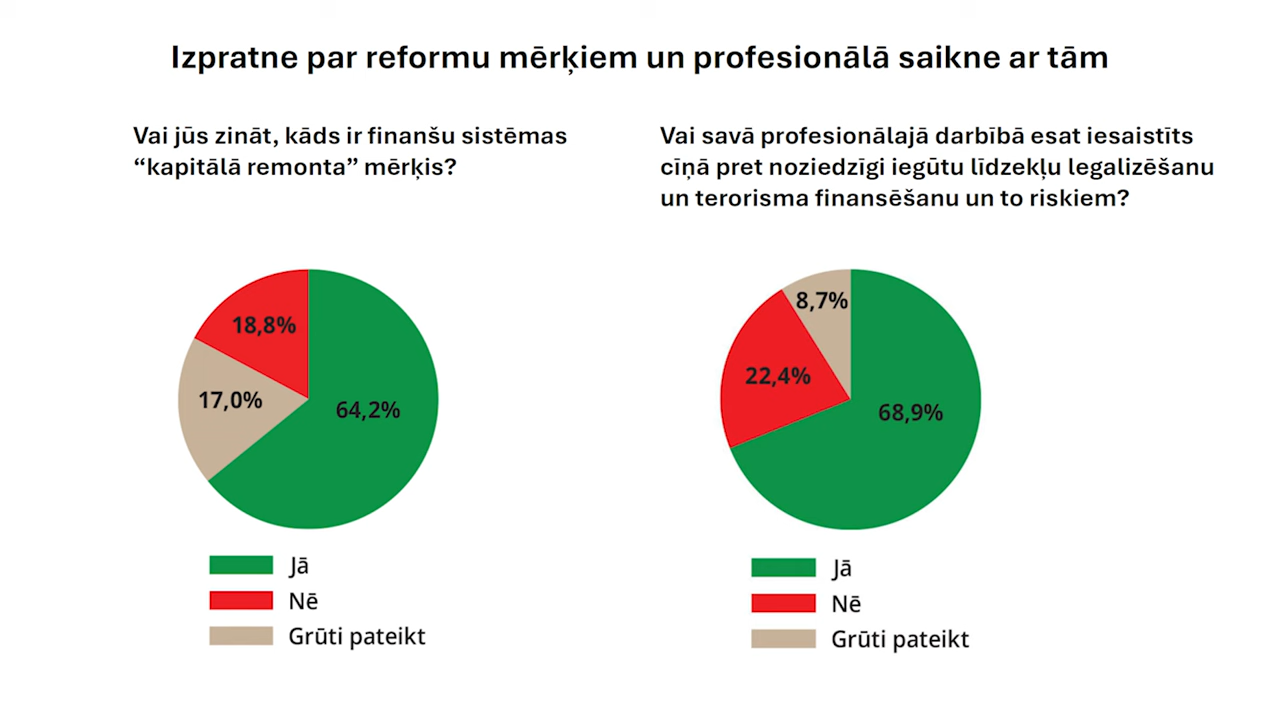 Izpratne par reformu mērķiem un profesionālā saikne ar tām
Vai jūs zināt, kāds ir finanšu sistēmas
“kapitālā remonta” mērķis?
18,8%
17,0%
64,2%
Jā
Nē
Grūti pateikt
Vai savā profesionālajā darbībā esat iesaistīts
cīņā pret noziedzīgi iegūtu līdzekļu legalizēšanu
un terorisma finansēšanu un to riskiem?
8,7%
22,4%
68,9%
Jā
Nē
Grūti pateikt